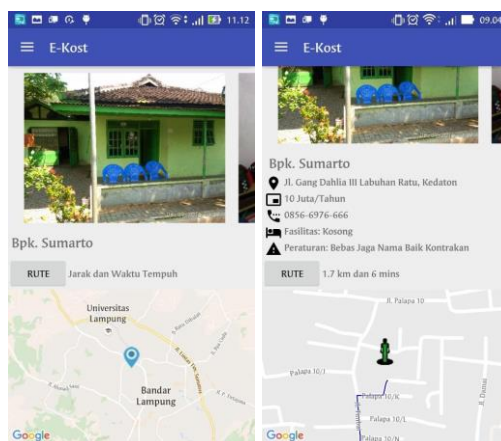 11.12
E-Kost
Bpk. Sumarto
RUTE Jarak dan Waktu Tempuh
Universitas
Lampung
Bandar
Lampung
Google
09.04
E-Kost
Bpk. Sumarto
Jl. Gang Dahlia III Labuhan Ratu, Kedaton
10 Juta/Tahun
0856-6976-666
Fasilitas: Kosong
Peraturan: Bebas Jaga Nama Baik Kontrakan
RUTE 1.7 km dan 6 mins
Jl. Palapa 10
Palapa 10/J
Palapa 10/K
Palapa 10/L
Palapa 10/N
Google